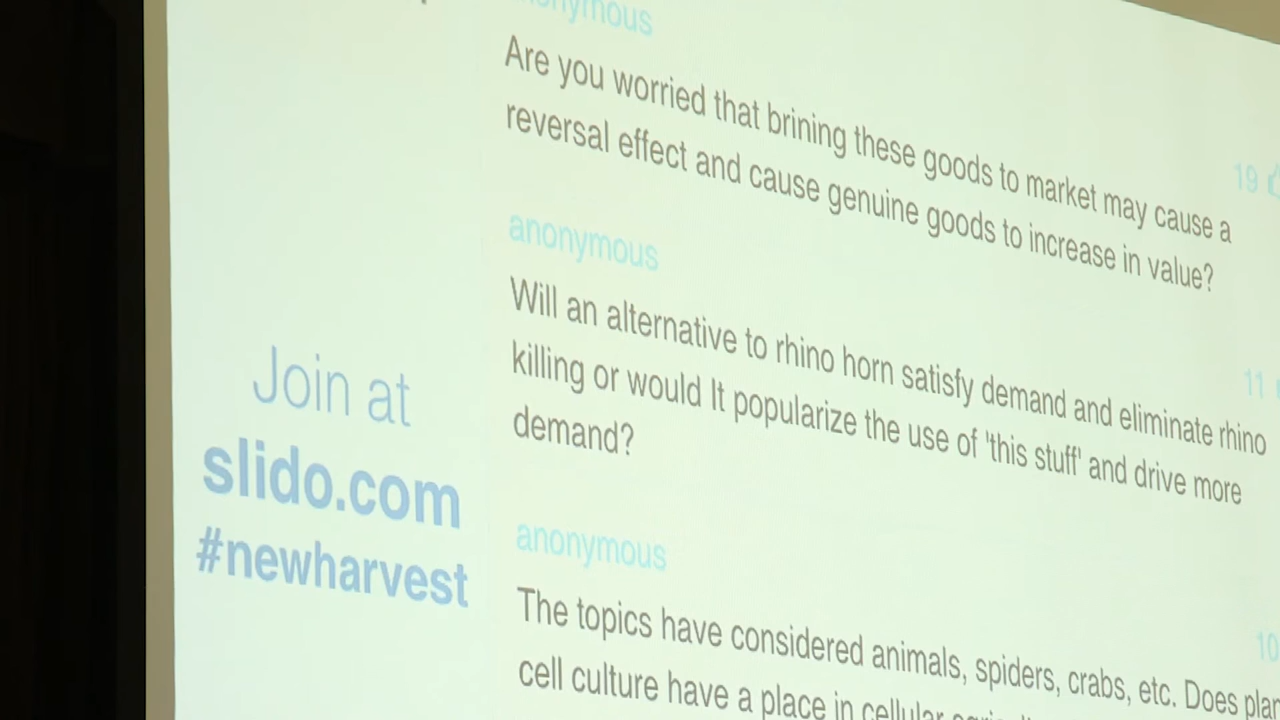 anonymous
Are you worried that brining these goods to market may cause a
reversal effect and cause genuine goods to increase in value?
19
anonymous
Will an alternative to rhino horn satisfy demand and eliminate rhino
killing or would It popularize the use of 'this stuff' and drive more
demand?
11
anonymous
The topics have considered animals, spiders, crabs, etc. Does
cell culture have a place in cellular
10
Join at
slido.com
#newharvest